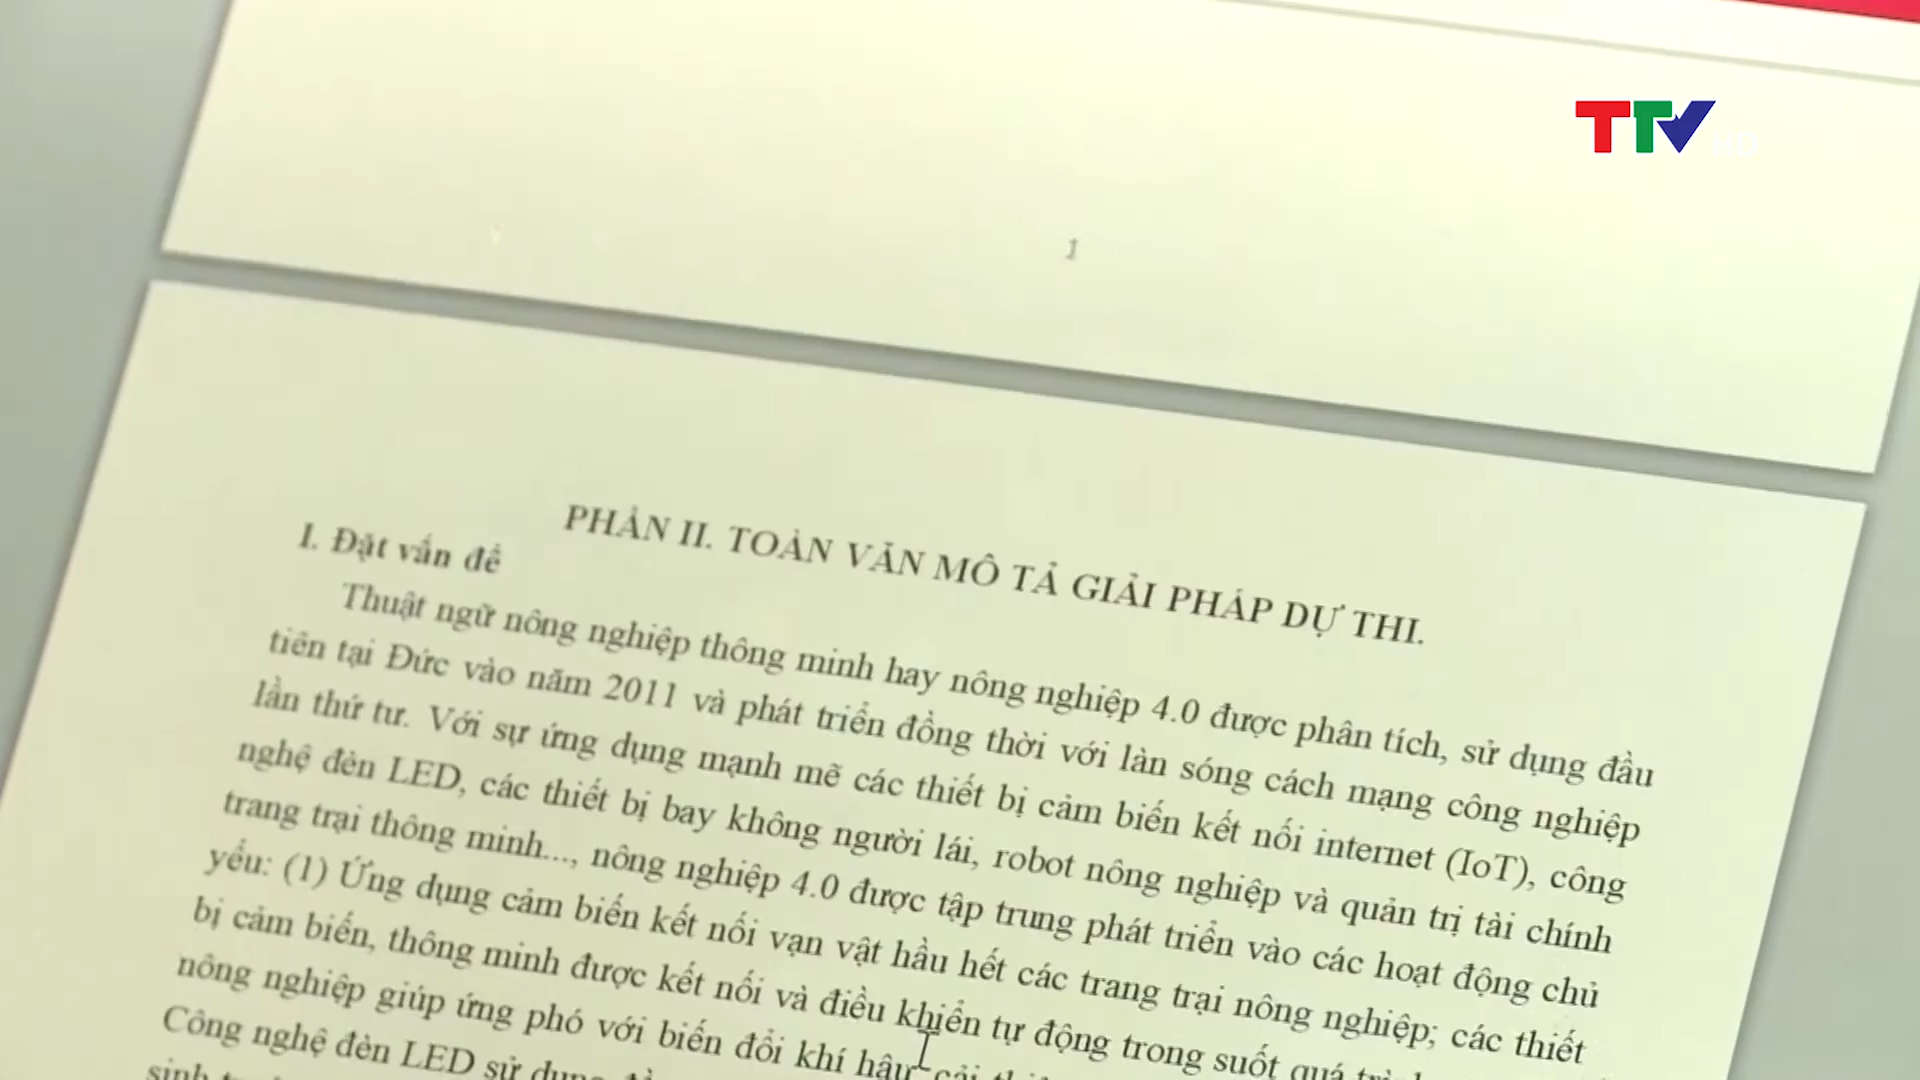 TTV HD
1
PHẦN II. TOÀN VĂN MÔ TẢ GIẢI PHÁP DỰ THI.
I. Đặt vấn đề
Thuật ngữ nông nghiệp thông minh hay nông nghiệp 4.0 được phân tích, sử dụng đầu
tiên tại Đức vào năm 2011 và phát triển đồng thời với làn sóng cách mạng công nghiệp
lần thứ tư. Với sự ứng dụng mạnh mẽ các thiết bị cảm biến kết nối internet (IoT), công
nghệ đèn LED, các thiết bị bay không người lái, robot nông nghiệp và quản trị tài chính
trang trại thông minh..., nông nghiệp 4.0 được tập trung phát triển vào các hoạt động chủ
yếu: (1) Ứng dụng cảm biến kết nối vạn vật hầu hết các trang trại nông nghiệp; các thiết
bị cảm biến, thông minh được kết nối và điều khiển tự động trong suốt quá
nông nghiệp giúp ứng phó với biến đổi khí hậu, cải
Công nghệ đèn LED sử dụng
sinh